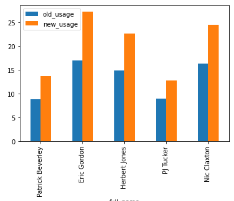 old_usage
new_usage
25
20
15
10
5
0
Patrick Beverley
Eric Gordon
Herbert Jones
PJ Tucker
Nic Claxton